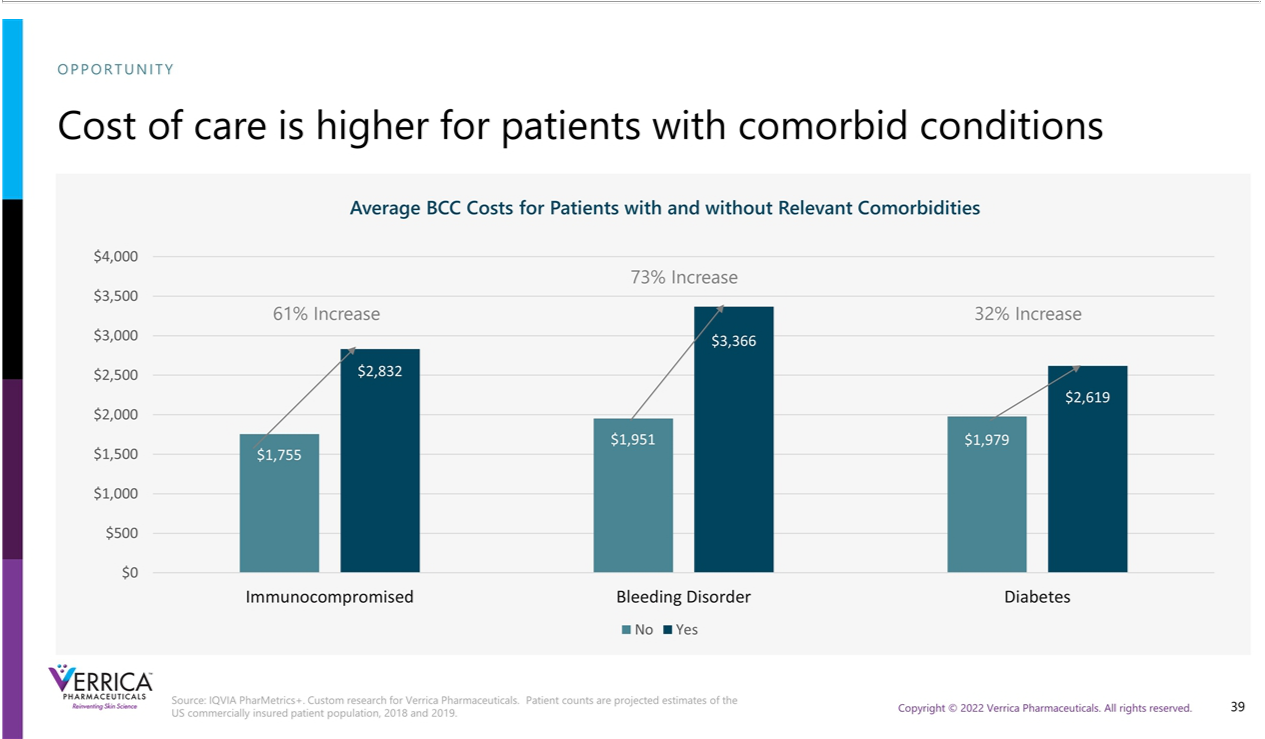 OPPORTUNITY
Cost of care is higher for patients with comorbid conditions
Average BCC Costs for Patients with and without Relevant Comorbidities
$4,000
$3,500
$3,000
$2,500
$2,000
$1,500
$1,000
$500
$0
61% Increase
73% Increase
32% Increase
$1,755
$2,832
$1,951
$3,366
$1,979
$2,619
Immunocompromised
Bleeding Disorder
Diabetes
No Yes
VERRICA™
PHARMACEUTICALS
Reinventing Skin Science
Source: IQVIA PharMetrics+. Custom research for Verrica Pharmaceuticals. Patient counts are projected estimates of the
US commercially insured patient population, 2018 and 2019.
Copyright © 2022 Verrica Pharmaceuticals. All rights reserved.
39